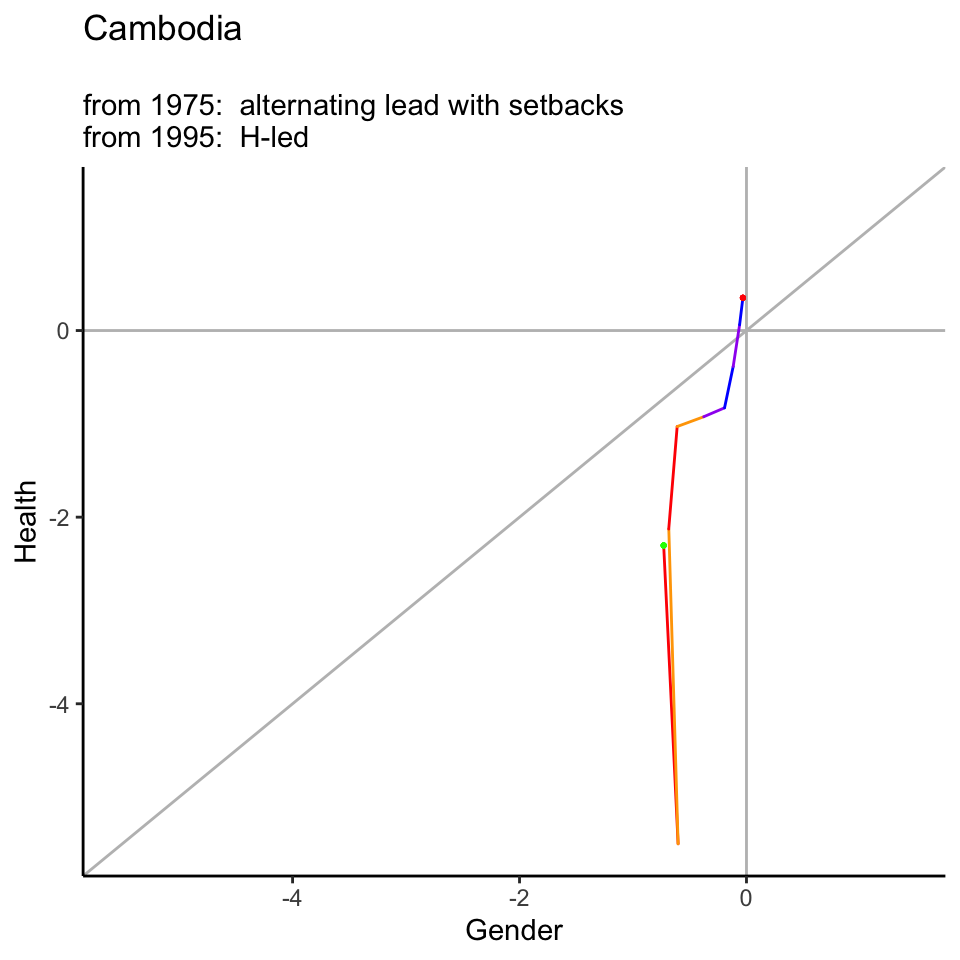 Cambodia
from 1975:  alternating lead with setbacks
from 1995:  H-led
0
-2
-4
Health
-4
-2
0
Gender